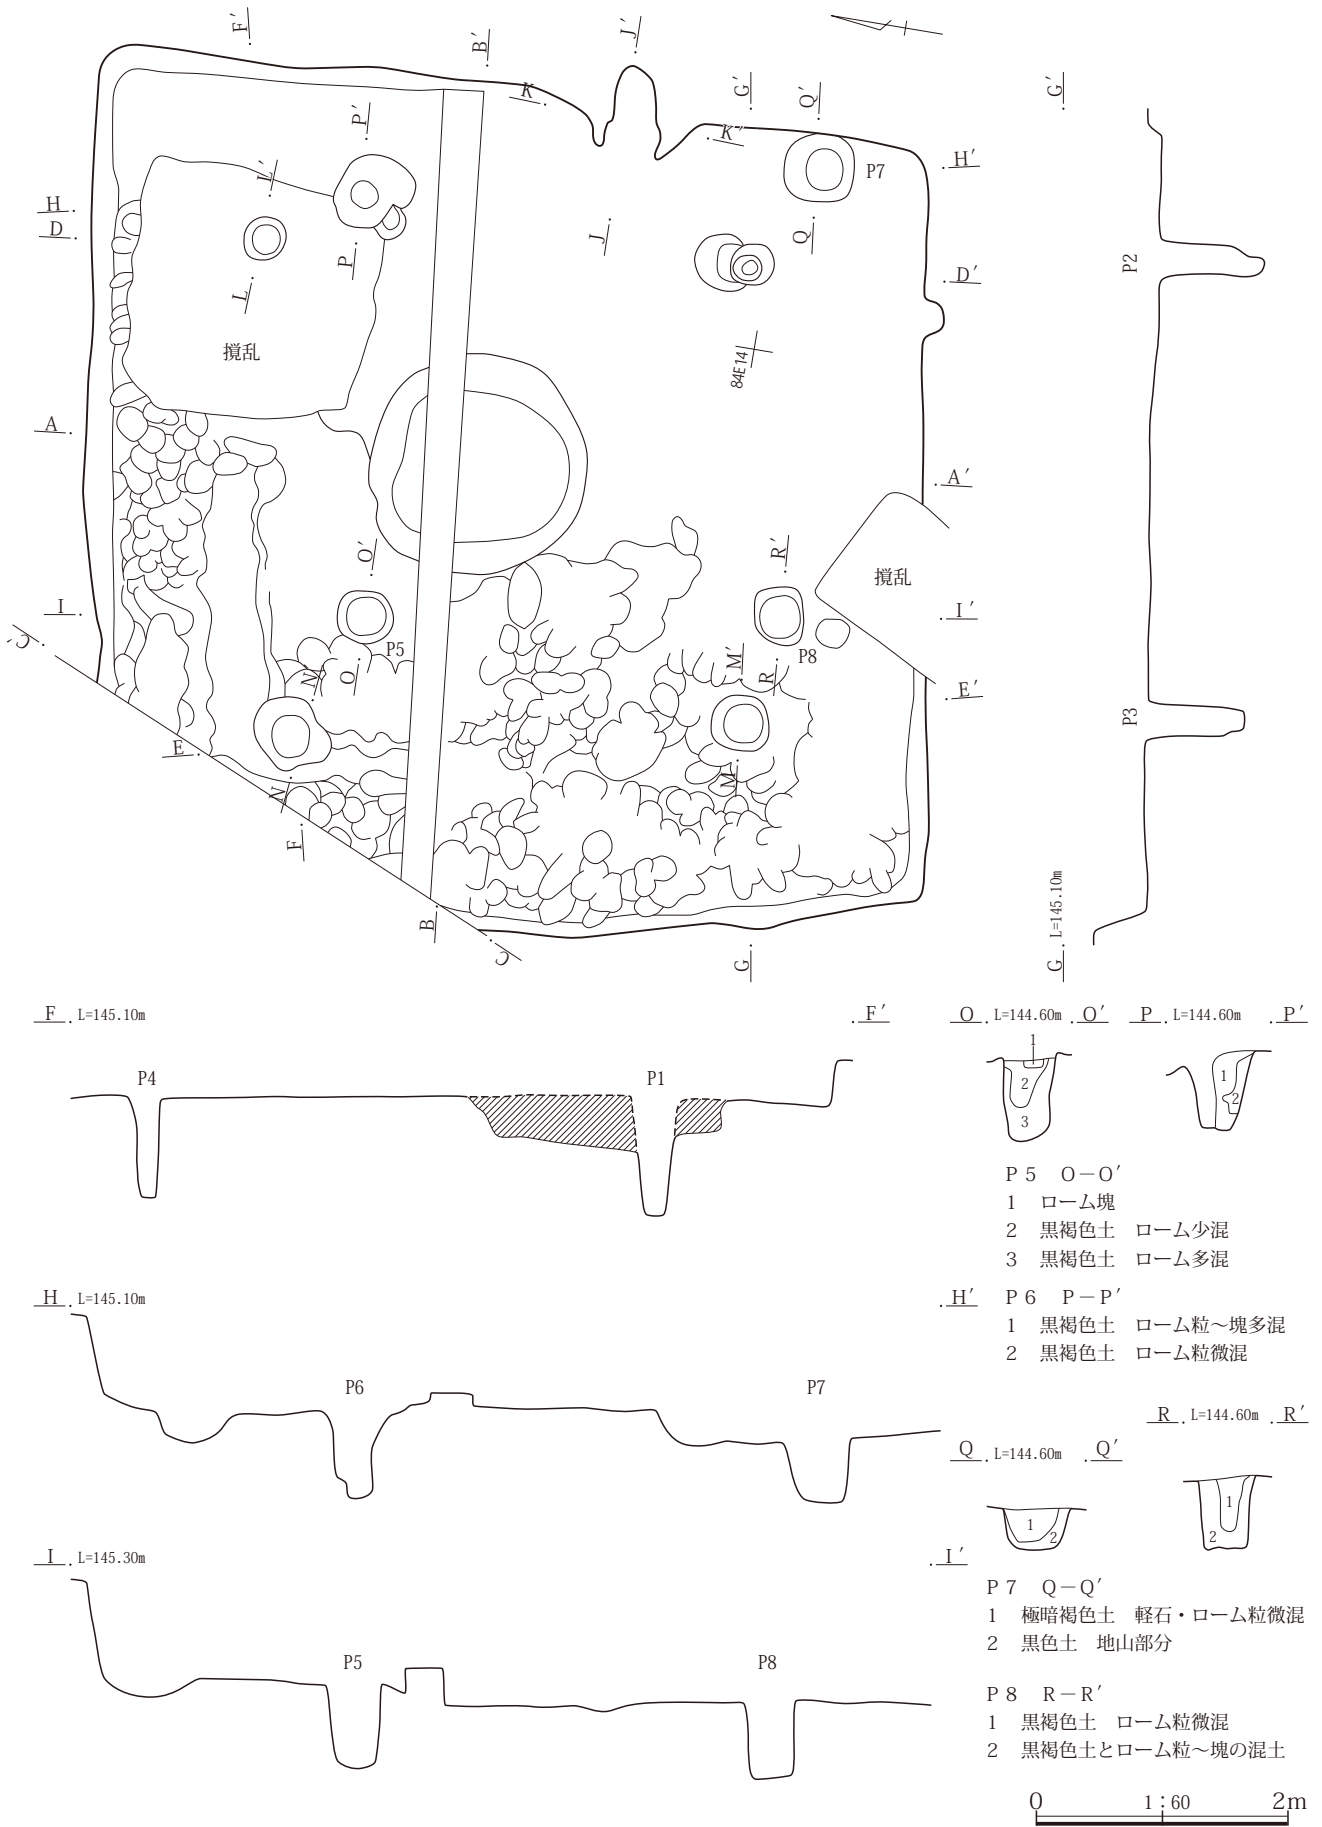 F′
B′
J′
G′
Q′
G′
K
K′
P′
L′
P7
H′
H
D
J
Q
P
L
D′
P2
攪乱
84E14
A
A′
O′
R′
攪乱
I
I′
C′
P5
P8
N′
O
M′
R
E′
P3
E
N
M
F
B
C
G
G L=145.10m
F L=145.10m
F′
O L=144.60m O′
P L=144.60m P′
P4
P1
1
2
3
1
2
P5 O－O′
1 ローム塊
2 黒褐色土 ローム少混
3 黒褐色土 ローム多混
H L=145.10m
H′
P6 P－P′
1 黒褐色土 ローム粒～塊多混
2 黒褐色土 ローム粒微混
P6
P7
R L=144.60m R′
Q L=144.60m Q′
1
2
1
2
I L=145.30m
I′
P7 Q－Q′
1 極暗褐色土 軽石・ローム粒微混
2 黒色土 地山部分
P5
P8
P8 R－R′
1 黒褐色土 ローム粒微混
2 黒褐色土とローム粒～塊の混土
0 1：60 2m